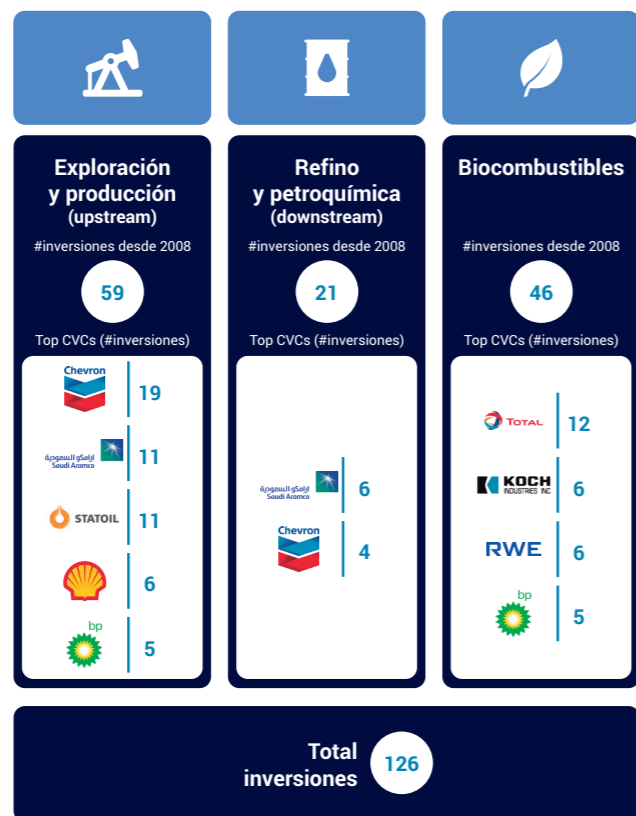 Exploración
y producción
(upstream)
#inversiones desde 2008
59
Top CVCs (#inversiones)
Chevron
19
أرامكو السعودية
Saudi Aramco
11
STATOIL
11
6
bp
5
Refino
y petroquímica
(downstream)
#inversiones desde 2008
21
Top CVCs (#inversiones)
أرامكو السعودية
Saudi Aramco
6
Chevron
4
Biocombustibles
#inversiones desde 2008
46
Top CVCs (#inversiones)
TOTAL
12
KOCH
INDUSTRIES INC
6
RWE
6
bp
5
Total
inversiones
126